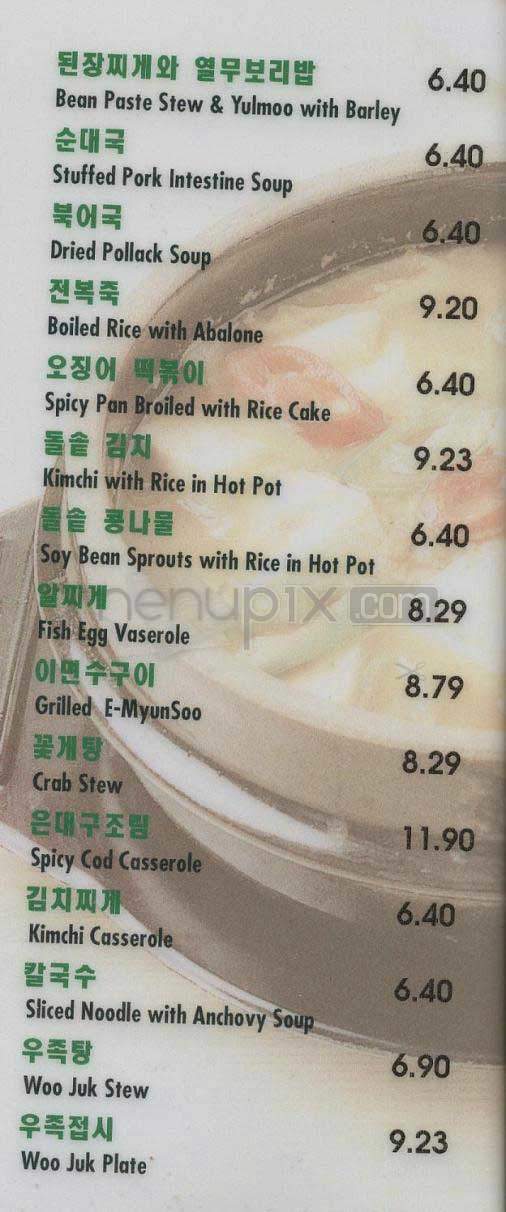 된장찌게와 열무보리밥 6.40
Bean Paste Stew & Yulmoo with Barley
순대국 6.40
Stuffed Pork Intestine Soup
북어국 6.40
Dried Pollack Soup
전복죽 9.20
Boiled Rice with Abalone
오징어 떡볶이 6.40
Spicy Pan Broiled with Rice Cake
돌솥 김치 9.23
Kimchi with Rice in Hot Pot
돌솥 콩나물 6.40
Soy Bean Sprouts with Rice in Hot Pot
알찌게 8.29
menupix.com
Fish Egg Vaserole
이면수구이 8.79
Grilled E-MyunSoo
꽃게탕 8.29
Crab Stew
은대구조림 11.90
Spicy Cod Casserole
김치찌게 6.40
Kimchi Casserole
칼국수 6.40
Sliced Noodle with Anchovy Soup
우족탕 6.90
Woo Juk Stew
우족접시 9.23
Woo Juk Plate